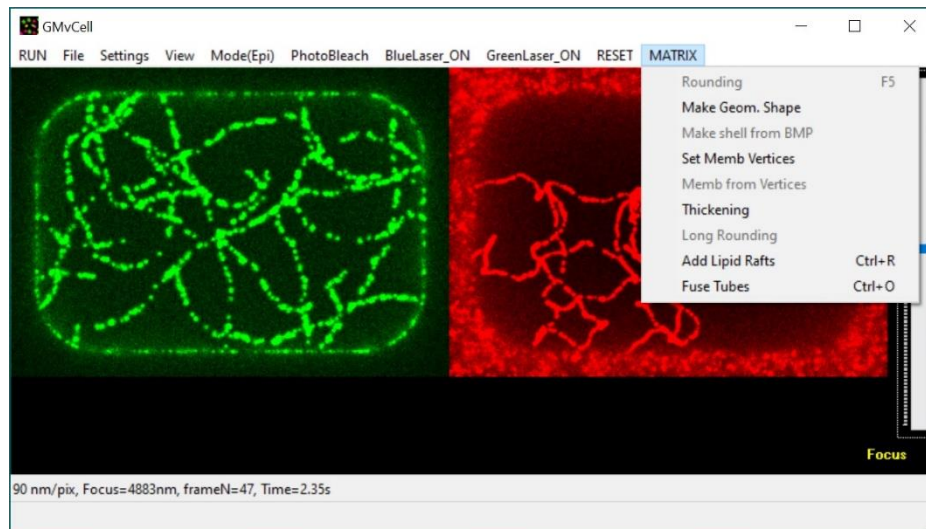 GMvCell
RUN File Settings View Mode(Epi) PhotoBleach BlueLaser_ON GreenLaser_ON RESET MATRIX
Rounding F5
Make Geom. Shape
Make shell from BMP
Set Memb Vertices
Memb from Vertices
Thickening
Long Rounding
Add Lipid Rafts Ctrl+R
Fuse Tubes Ctrl+O
Focus
90 nm/pix, Focus=4883nm, frameN=47, Time=2.35s